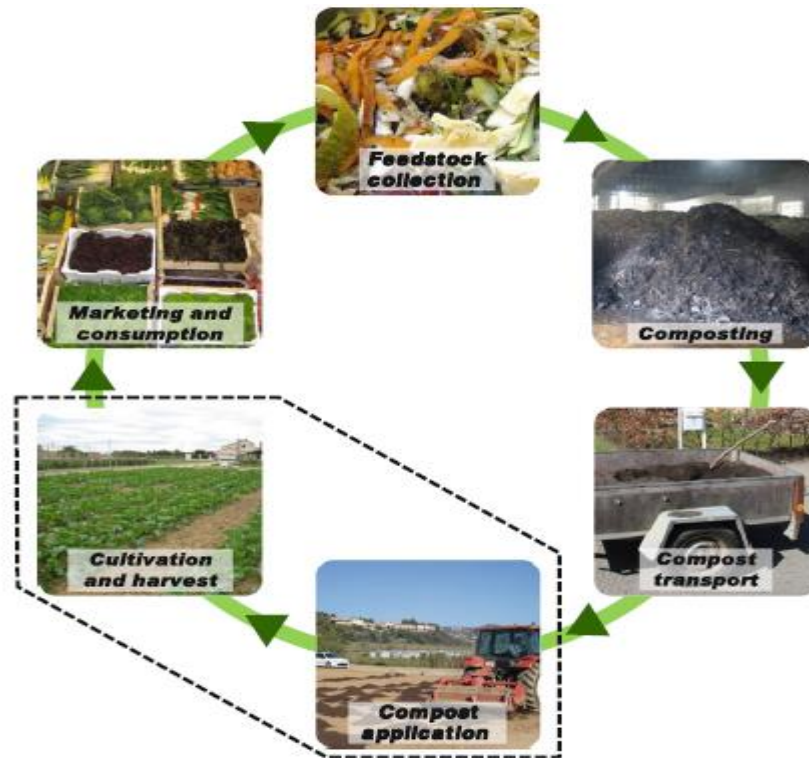 Feedstock
collection
Composting
Compost
transport
Compost
application
Cultivation
and harvest
Marketing and
consumption